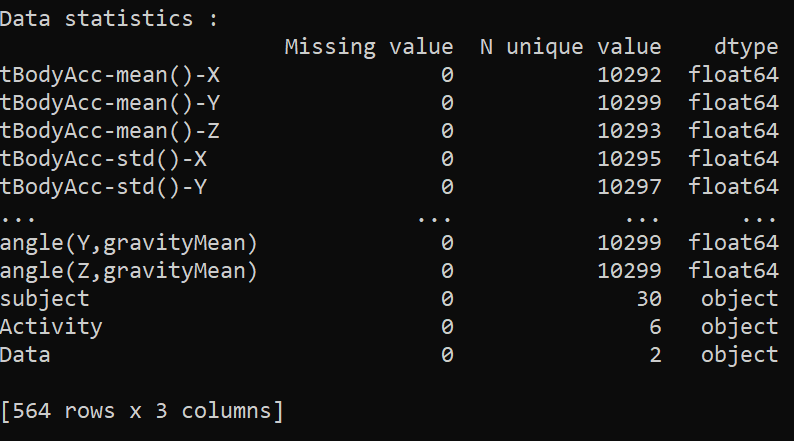 Data statistics :
                      Missing value  N unique value    dtype
tBodyAcc-mean()-X                 0           10292  float64
tBodyAcc-mean()-Y                 0           10299  float64
tBodyAcc-mean()-Z                 0           10293  float64
tBodyAcc-std()-X                  0           10295  float64
tBodyAcc-std()-Y                  0           10297  float64
...                             ...             ...      ...
angle(Y,gravityMean)              0           10299  float64
angle(Z,gravityMean)              0           10299  float64
subject                           0              30   object
Activity                          0               6   object
Data                              0               2   object
[564 rows x 3 columns]